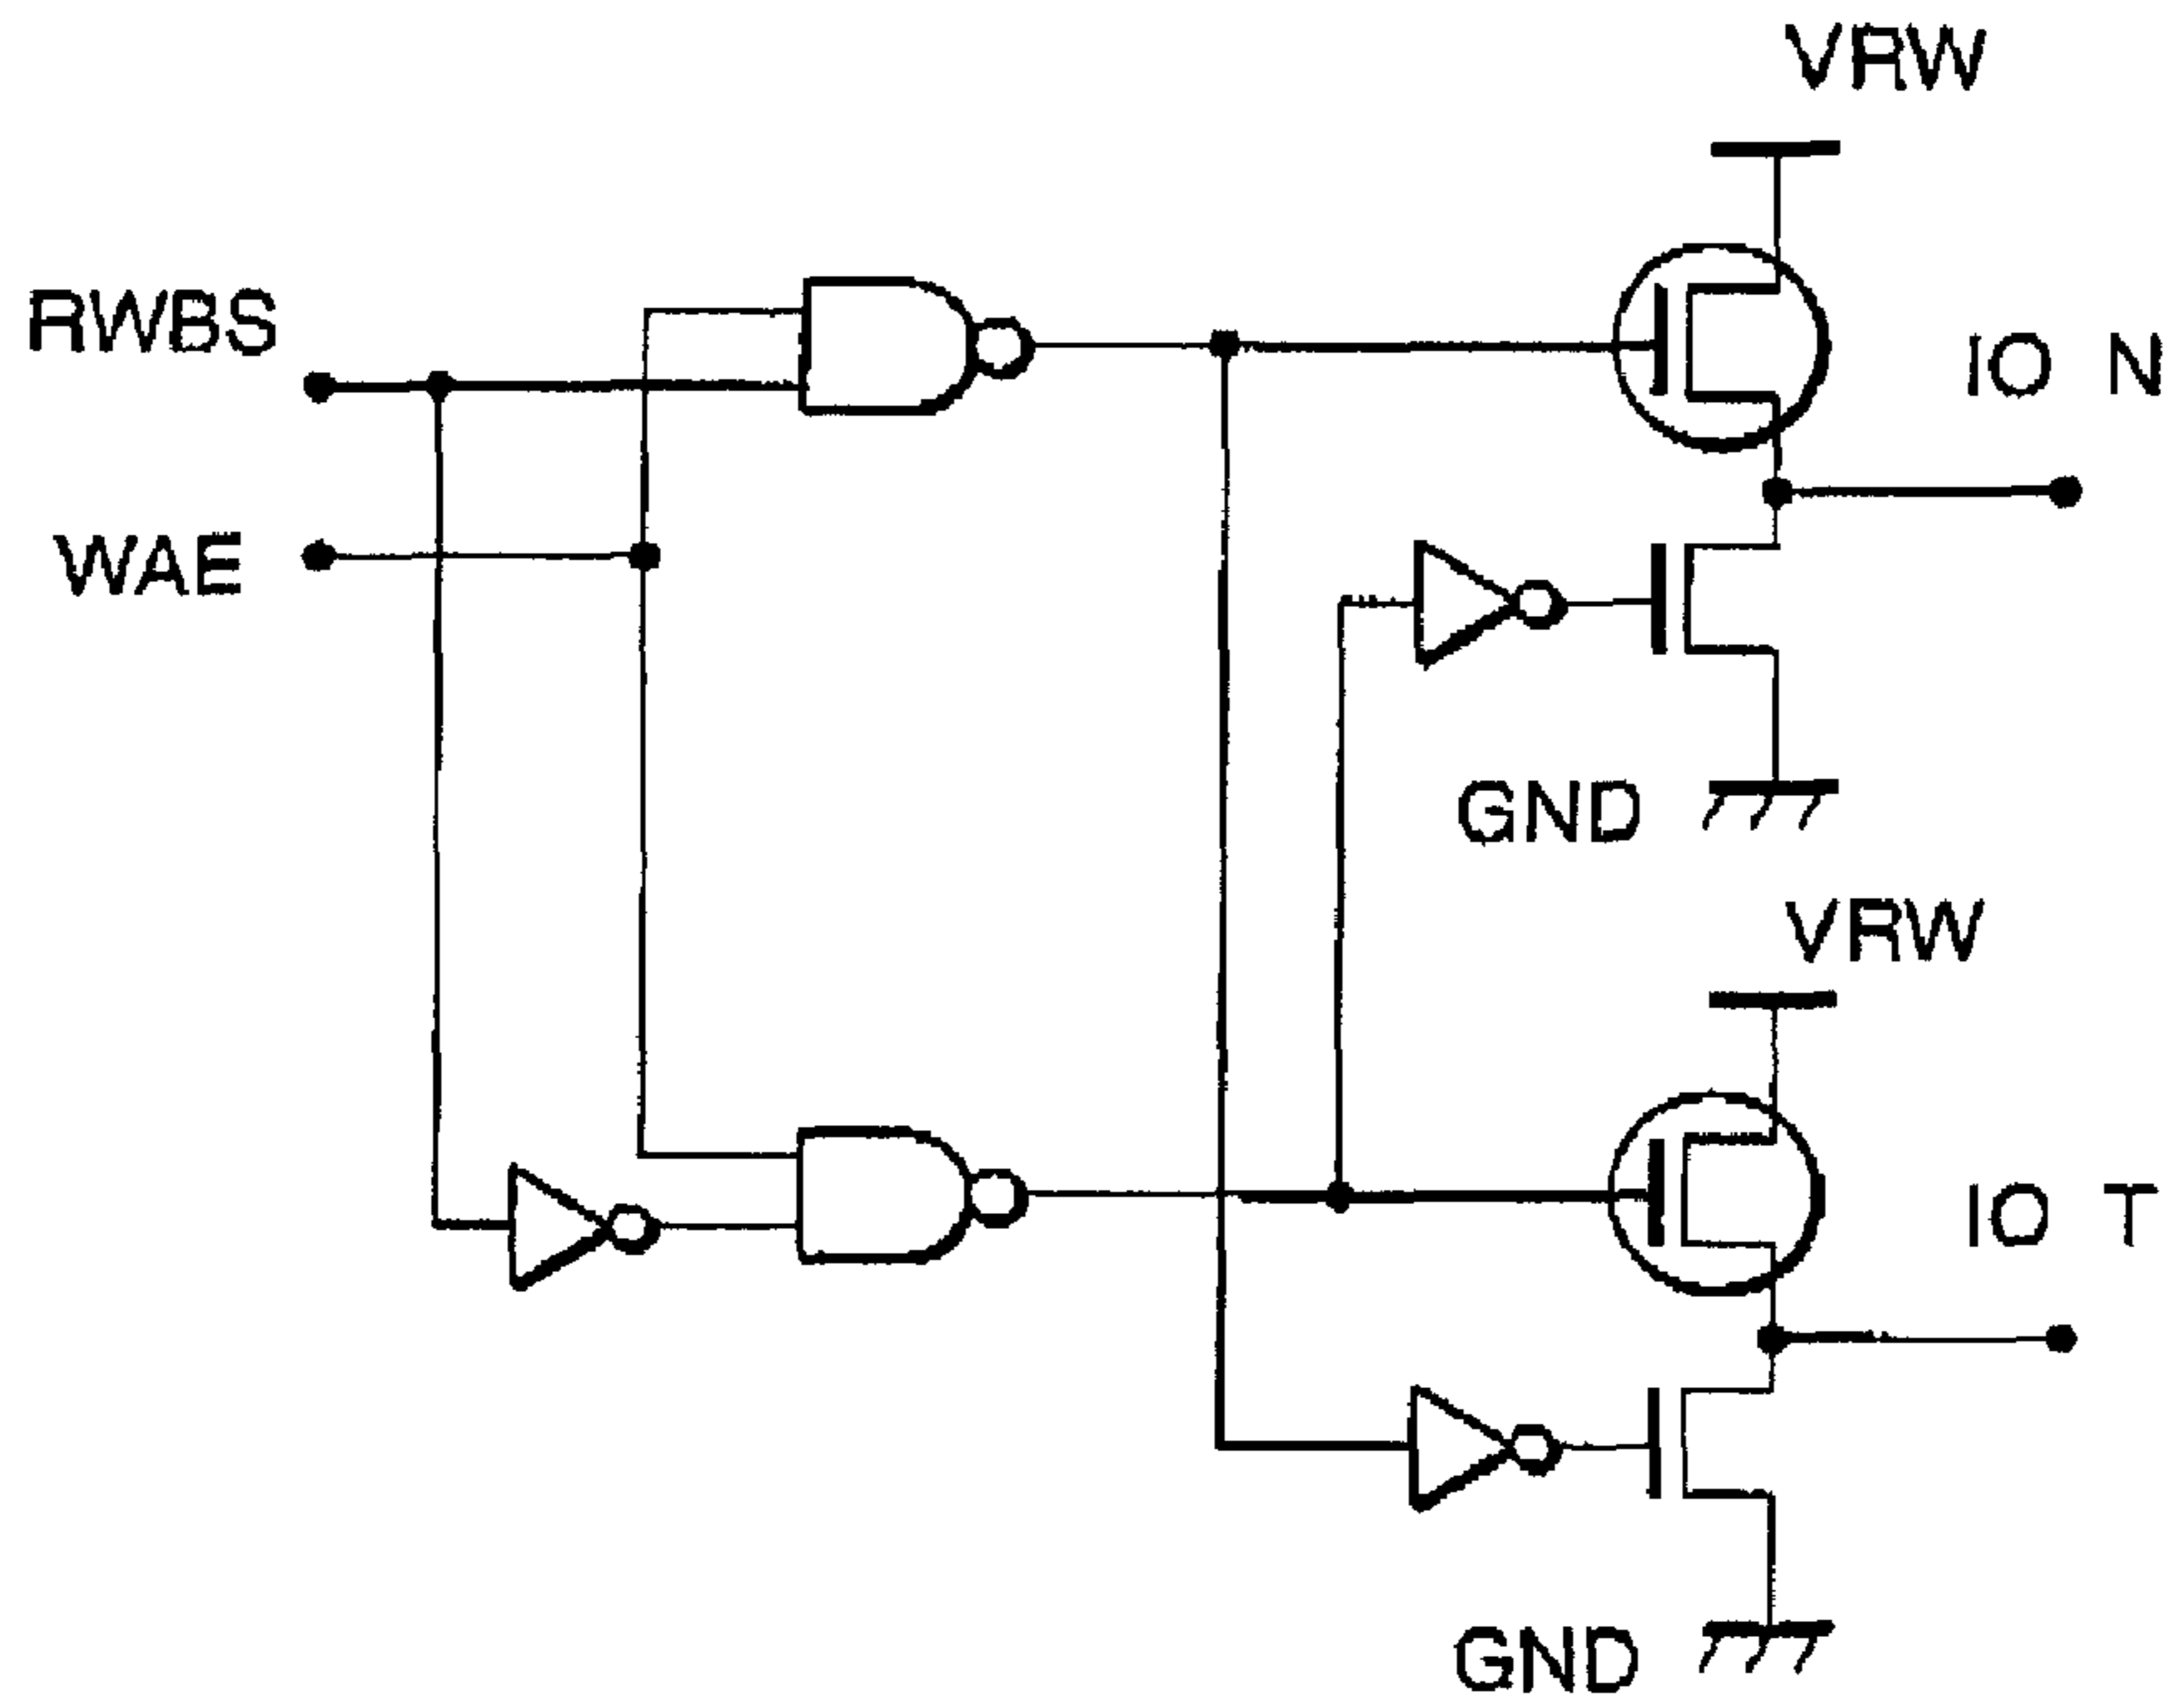 VRW
RWBS
IO N
WAE
GND
VRW
IO T
GND